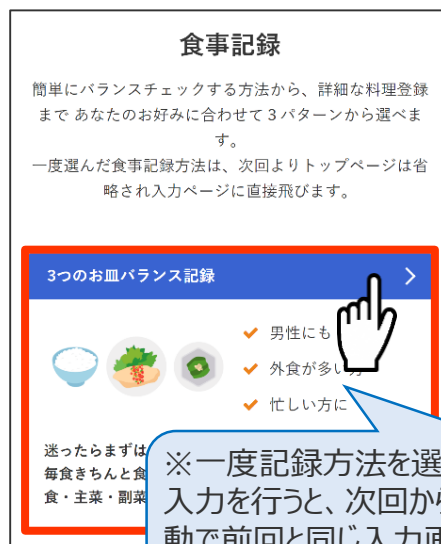 食事記録
簡単にバランスチェックする方法から、詳細な料理登録
まで あなたのお好みに合わせて３パターンから選べま
す。
一度選んだ食事記録方法は、次回よりトップページは省
略され入力ページに直接飛びます。
3つのお皿バランス記録
男性にも
外食が多い方
忙しい方に
迷ったらまずは
毎食きちんと食
食・主菜・副菜
※一度記録方法を選
入力を行うと、次回から
動で前回と同じ入力画